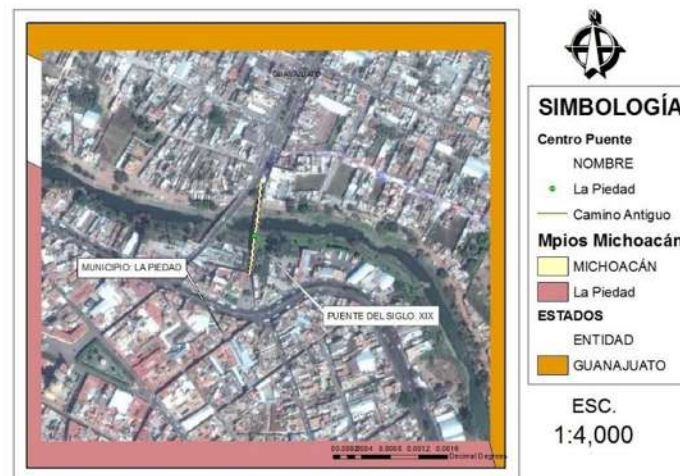 GUANAJUATO
MUNICIPIO: LA PIEDAD
PUENTE DEL SIGLO XIX
Decimal Degrees
SIMBOLOGÍA
Centro Puente
NOMBRE
La Piedad
Camino Antiguo
Mpios Michoacán
MICHOACÁN
La Piedad
ESTADOS
ENTIDAD
GUANAJUATO
ESC.
1:4,000